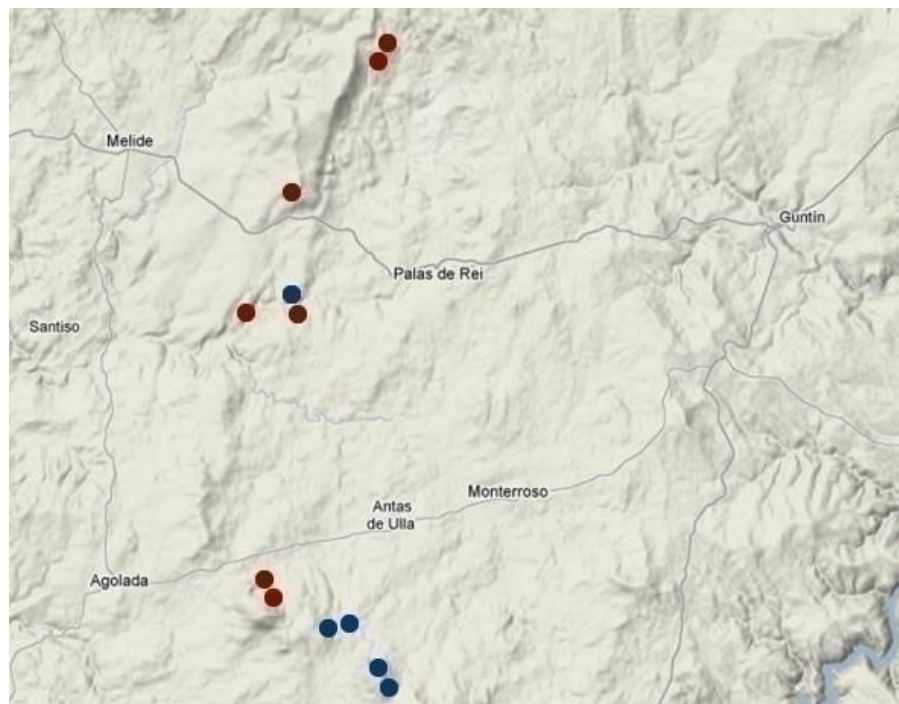 Melide
Guntín
Palas de Rei
Santiso
Monterroso
Antas
de Ulla
Agolada